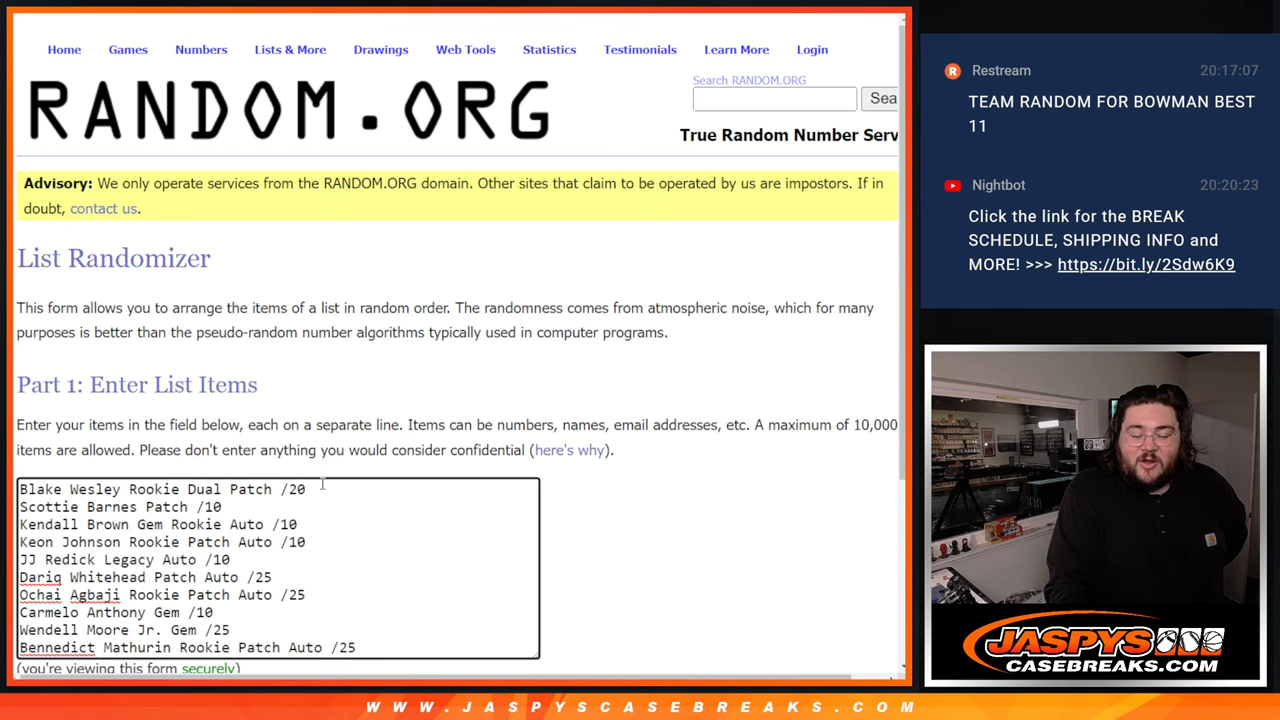 Home Games Numbers Lists & More Drawings Web Tools Statistics Testimonials Learn More Login
RANDOM.ORG
Search RANDOM.ORG
Sea
True Random Number Serv
Advisory: We only operate services from the RANDOM.ORG domain. Other sites that claim to be operated by us are impostors. If in
doubt, contact us.
List Randomizer
This form allows you to arrange the items of a list in random order. The randomness comes from atmospheric noise, which for many
purposes is better than the pseudo-random number algorithms typically used in computer programs.
Part 1: Enter List Items
Enter your items in the field below, each on a separate line. Items can be numbers, names, email addresses, etc. A maximum of 10,000
items are allowed. Please don't enter anything you would consider confidential (here's why).
Blake Wesley Rookie Dual Patch /20
Scottie Barnes Patch /10
Kendall Brown Gem Rookie Auto /10
Keon Johnson Rookie Patch Auto /10
JJ Redick Legacy Auto /10
Dariq Whitehead Patch Auto /25
Ochai Agbaji Rookie Patch Auto /25
Carmelo Anthony Gem /10
Wendell Moore Jr. Gem /25
Bennedict Mathurin Rookie Patch Auto /25
(you're viewing this form securely)
R Restream 20:17:07
TEAM RANDOM FOR BOWMAN BEST
11
Nightbot 20:20:23
Click the link for the BREAK
SCHEDULE, SHIPPING INFO and
MORE! >>> https://bit.ly/2Sdw6K9
JASPYS
CASEBREAKS.COM
WWW.JASPYSCASEBREAKS.COM